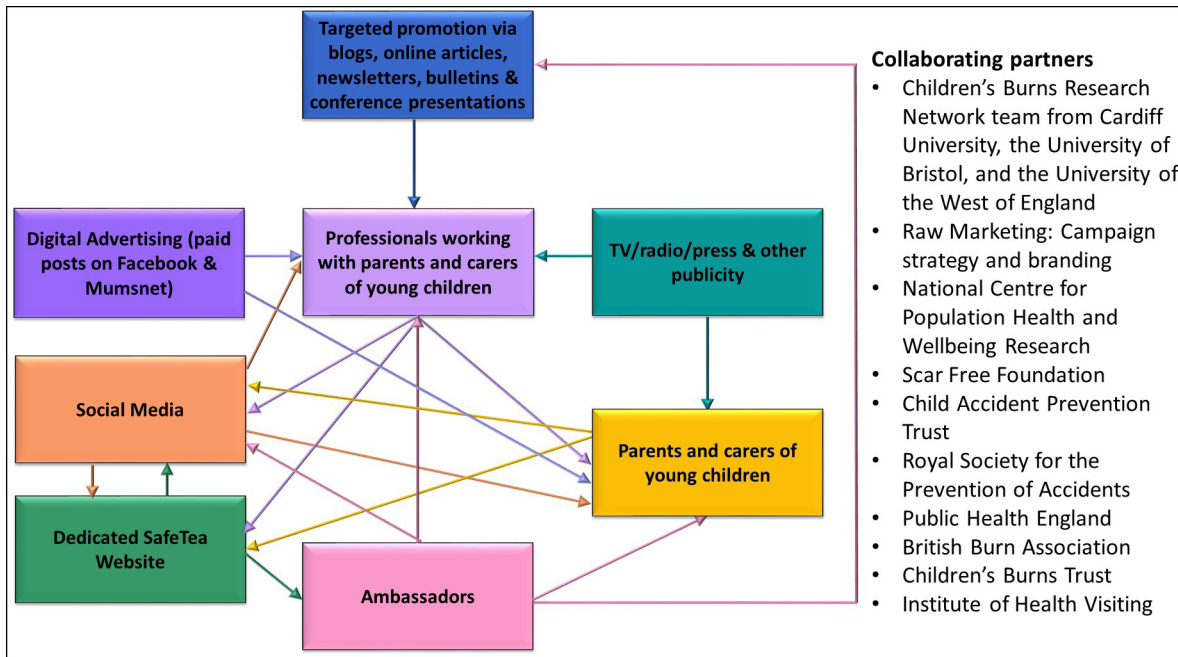 Targeted promotion via
blogs, online articles,
newsletters, bulletins &
conference presentations
Digital Advertising (paid
posts on Facebook &
Mumsnet)
Professionals working
with parents and carers
of young children
TV/radio/press & other
publicity
Social Media
Parents and carers of
young children
Dedicated SafeTea
Website
Ambassadors
Collaborating partners
• Children’s Burns Research
Network team from Cardiff
University, the University of
Bristol, and the University of
the West of England
• Raw Marketing: Campaign
strategy and branding
• National Centre for
Population Health and
Wellbeing Research
• Scar Free Foundation
• Child Accident Prevention
Trust
• Royal Society for the
Prevention of Accidents
• Public Health England
• British Burn Association
• Children’s Burns Trust
• Institute of Health Visiting